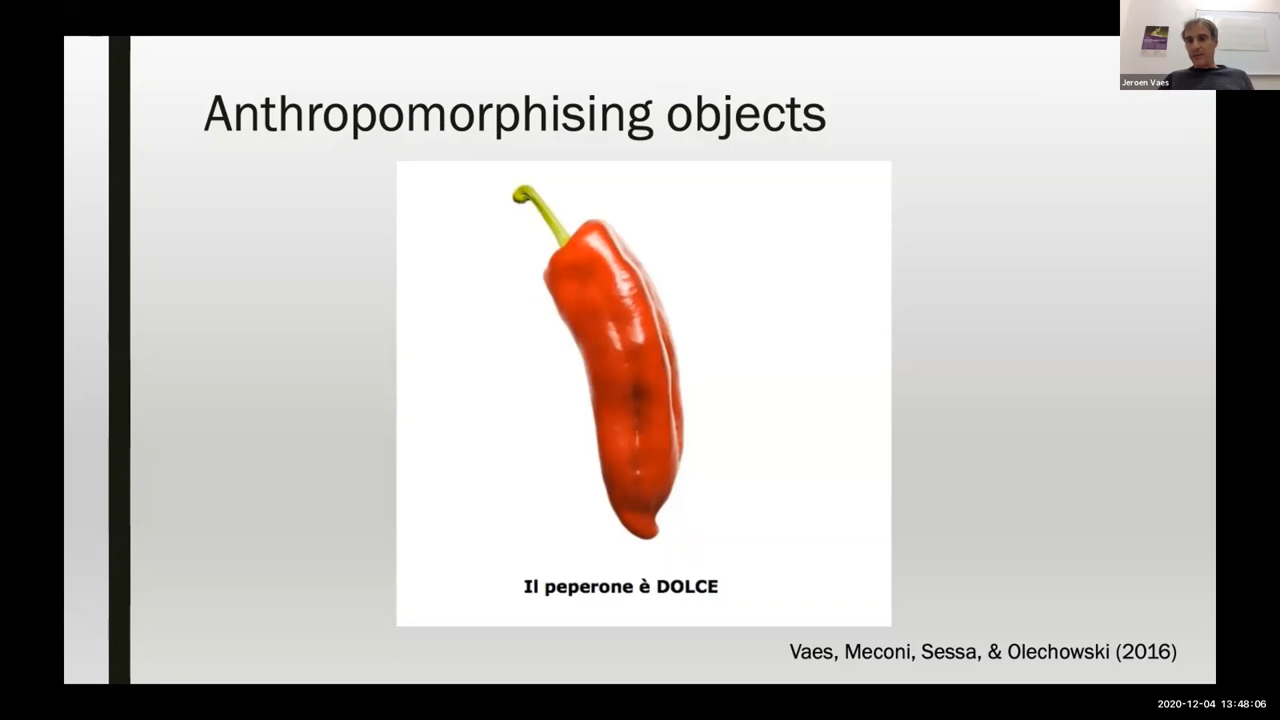 Jeroen Vaes
Anthropomorphising objects
Il peperone è DOLCE
Vaes, Meconi, Sessa, & Olechowski (2016)
2020-12-04 13:48:06